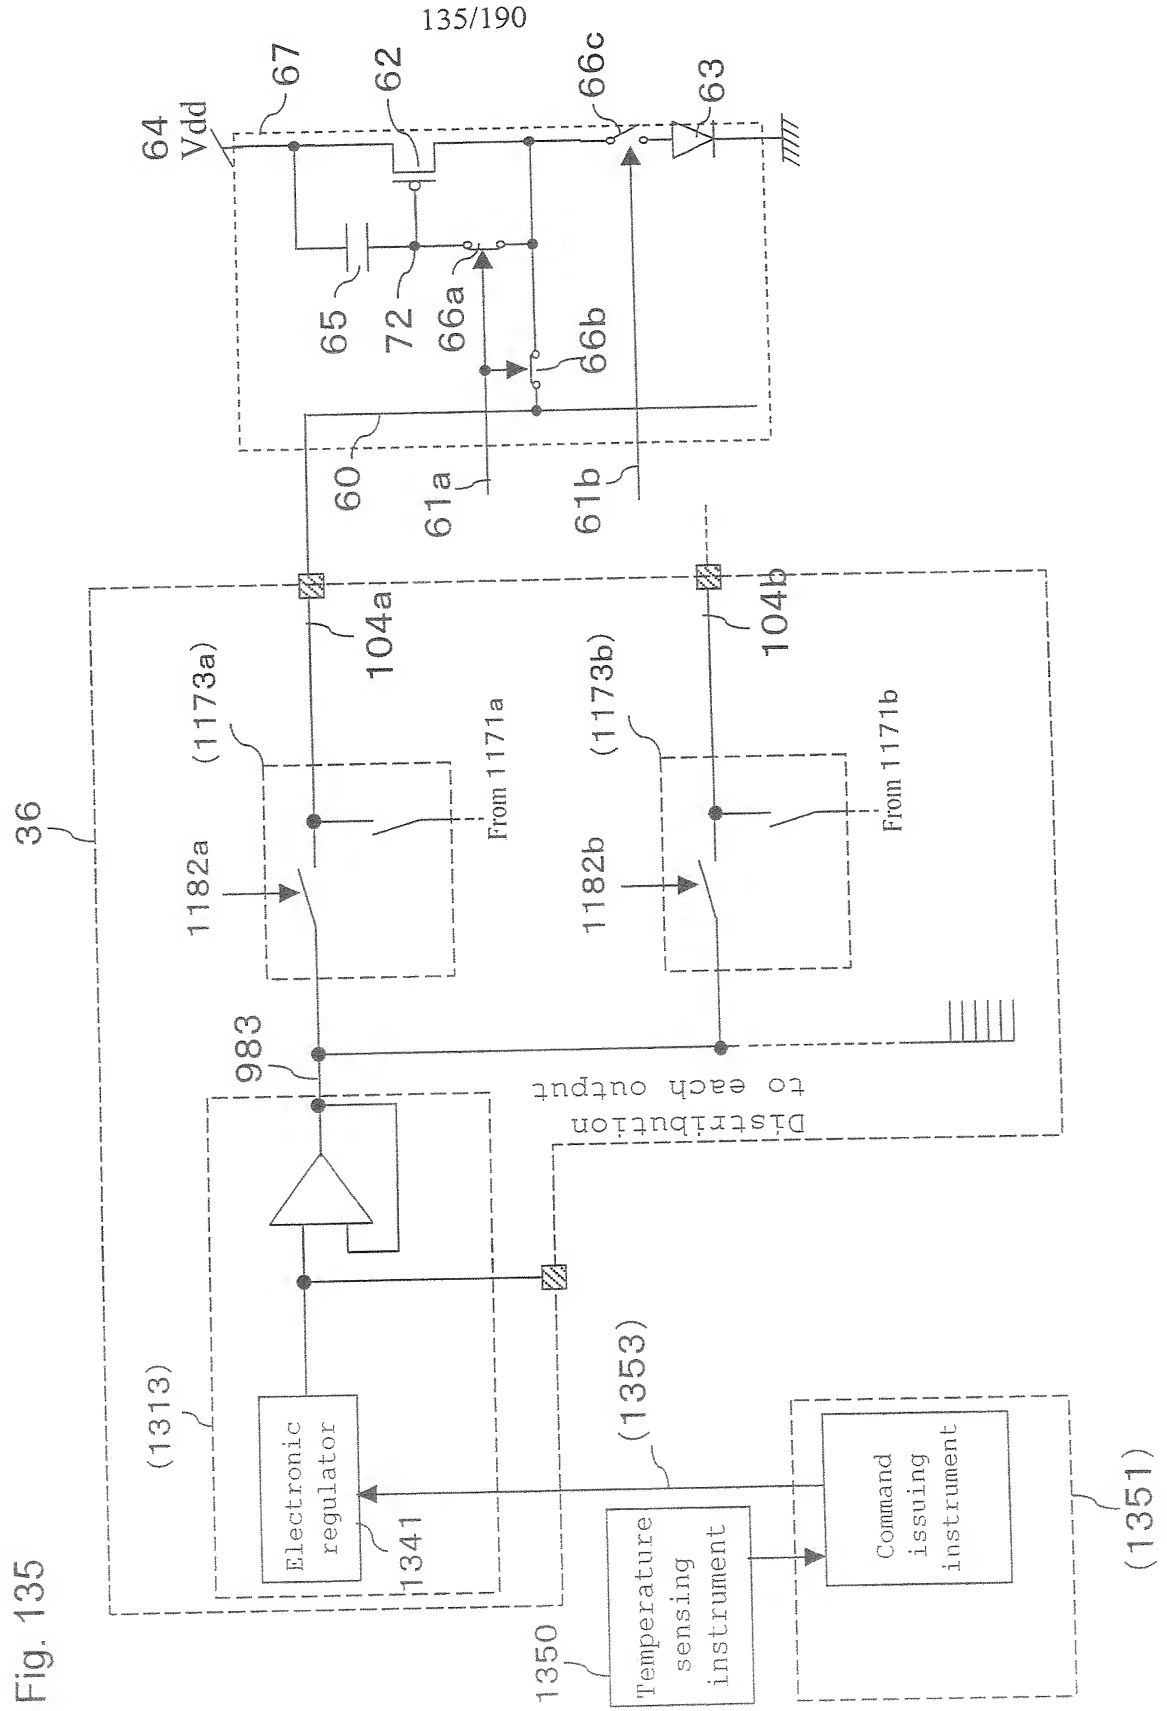 135/190
Fig. 135
36
(1313)
Electronic
regulator
1341
983
1182a
(1173a)
From 1171a
104a
1182b
(1173b)
From 1171b
104b
Distribution
to each output
1350
Temperature
sensing
instrument
(1353)
Command
issuing
instrument
(1351)
64
Vdd
67
62
65
72
66a
66b
66c
63
60
61a
61b